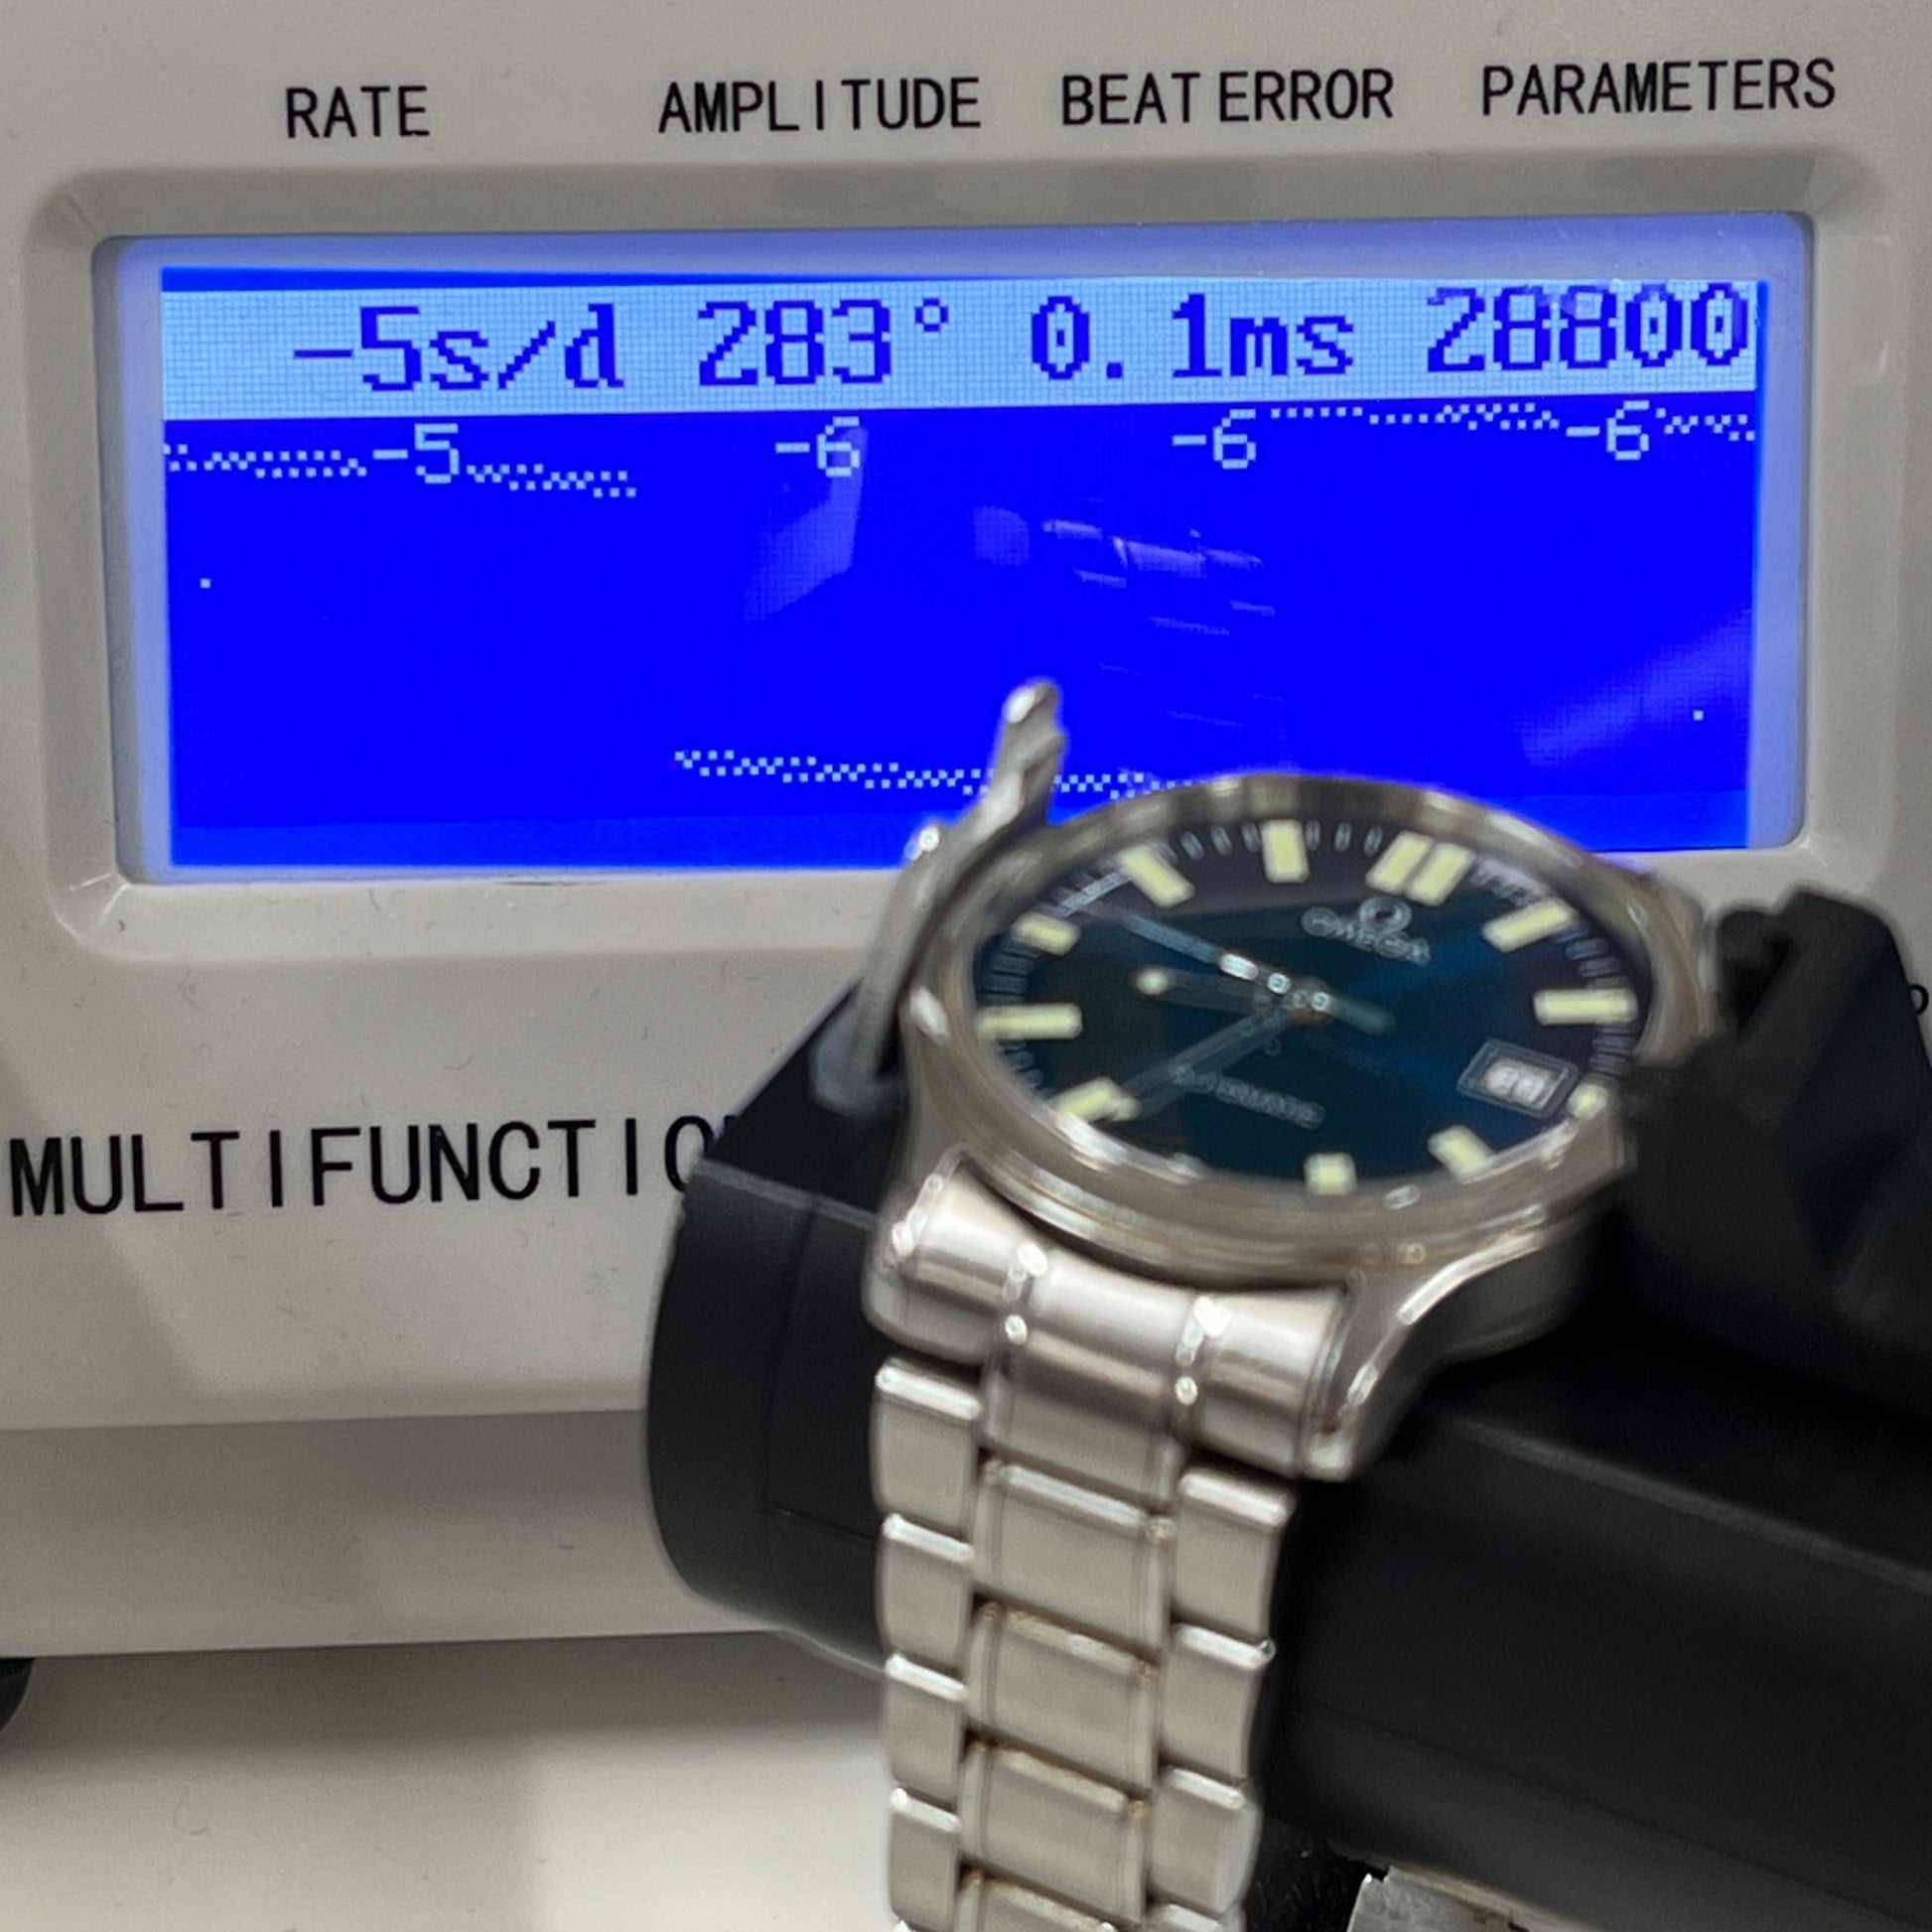 RATE AMPLITUDE BEAT ERROR PARAMETERS
-5s/d 283° 0.1ms 28800
-5 -6 -6 -6
OMEGA
MULTIFUNCTIO